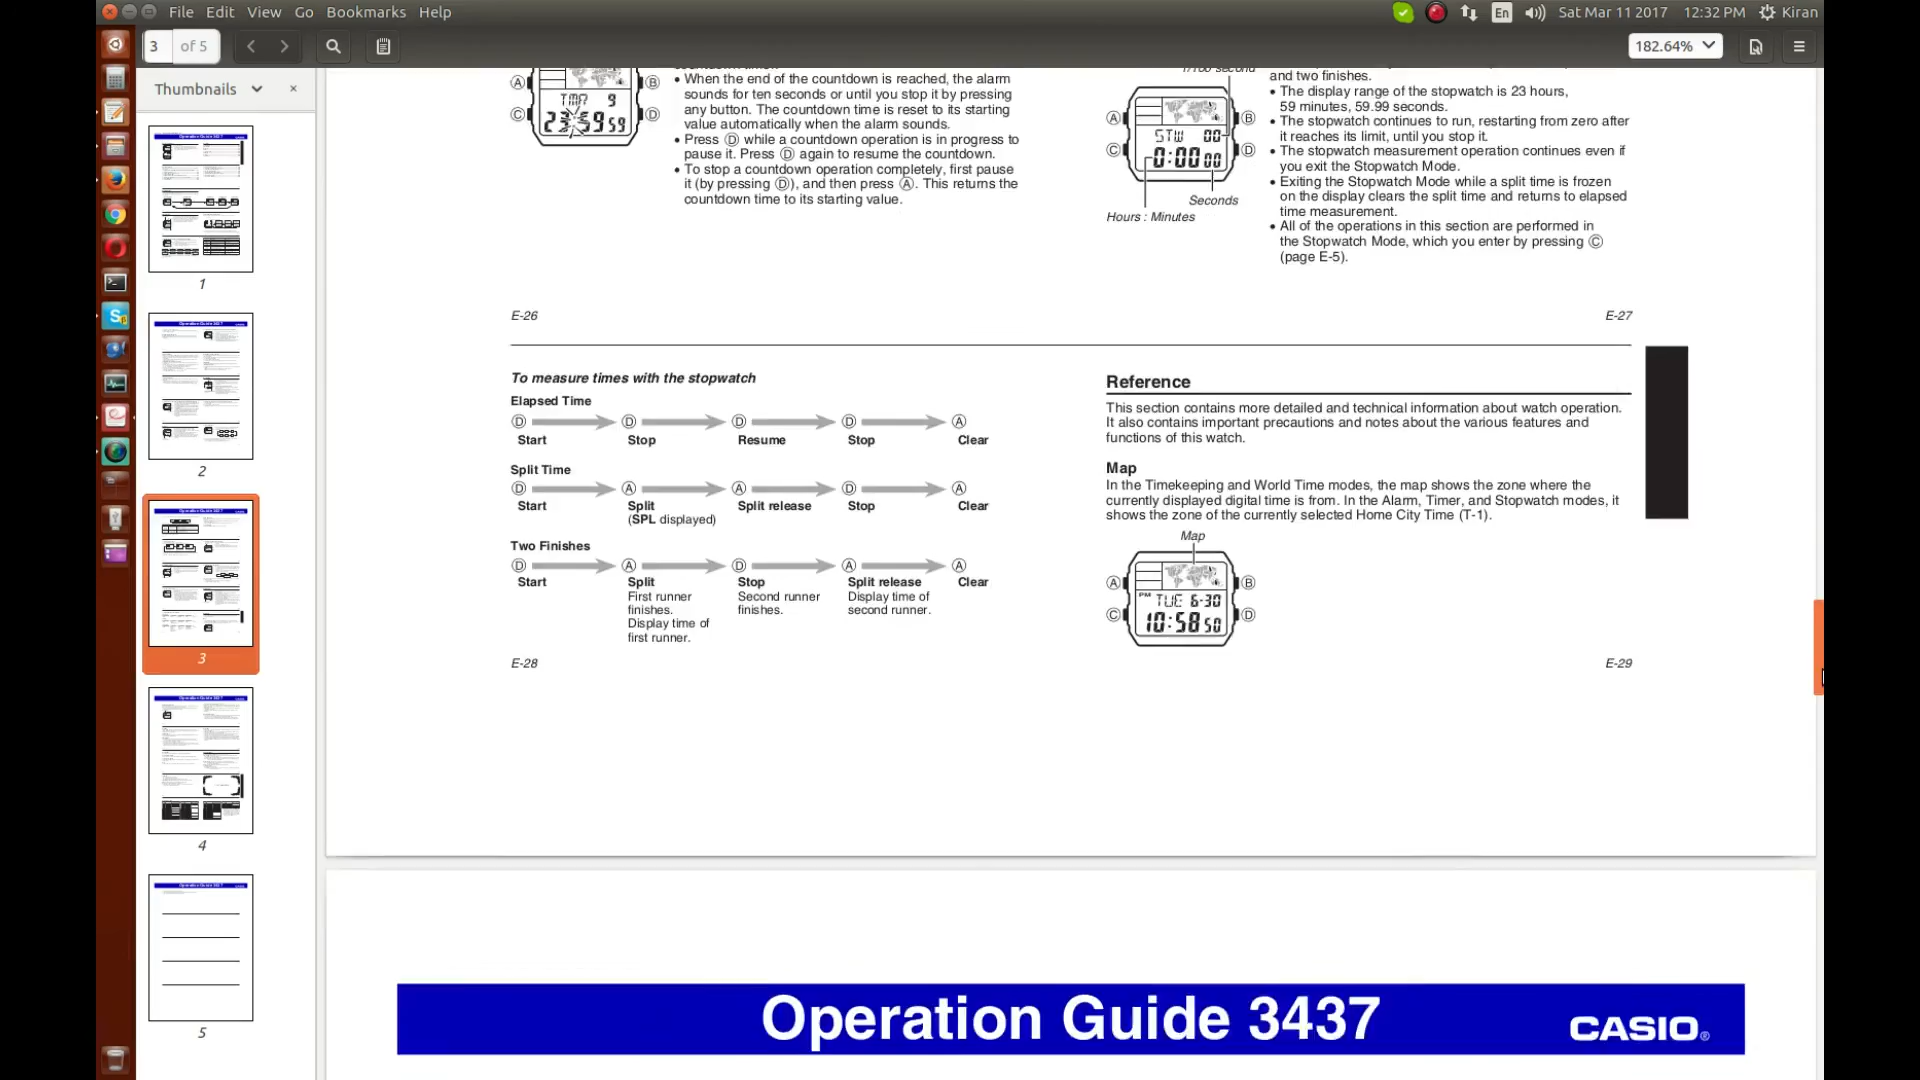 File Edit View Go Bookmarks Help
En Sat Mar 11 2017 12:32 PM Kiran
3 of 5
182.64%
Thumbnails ×
1
2
3
4
5
• When the end of the countdown is reached, the alarm
sounds for ten seconds or until you stop it by pressing
any button. The countdown time is reset to its starting
value automatically when the alarm sounds.
• Press Ⓓ while a countdown operation is in progress to
pause it. Press Ⓓ again to resume the countdown.
• To stop a countdown operation completely, first pause
it (by pressing Ⓓ), and then press Ⓐ. This returns the
countdown time to its starting value.
Ⓐ Ⓑ
Ⓒ Ⓓ
TMR 9
23:59 59
E-26
1/100 second
Ⓐ Ⓑ
Ⓒ Ⓓ
STW 00
0:00 00
Seconds
Hours : Minutes
and two finishes.
• The display range of the stopwatch is 23 hours,
59 minutes, 59.99 seconds.
• The stopwatch continues to run, restarting from zero after
it reaches its limit, until you stop it.
• The stopwatch measurement operation continues even if
you exit the Stopwatch Mode.
• Exiting the Stopwatch Mode while a split time is frozen
on the display clears the split time and returns to elapsed
time measurement.
• All of the operations in this section are performed in
the Stopwatch Mode, which you enter by pressing Ⓒ
(page E-5).
E-27
To measure times with the stopwatch
Elapsed Time
Ⓓ Ⓓ Ⓓ Ⓓ Ⓐ
Start Stop Resume Stop Clear
Split Time
Ⓓ Ⓐ Ⓐ Ⓓ Ⓐ
Start Split Split release Stop Clear
(SPL displayed)
Two Finishes
Ⓓ Ⓐ Ⓓ Ⓐ Ⓐ
Start Split Stop Split release Clear
First runner Second runner Display time of
finishes. finishes. second runner.
Display time of
first runner.
E-28
Reference
This section contains more detailed and technical information about watch operation.
It also contains important precautions and notes about the various features and
functions of this watch.
Map
In the Timekeeping and World Time modes, the map shows the zone where the
currently displayed digital time is from. In the Alarm, Timer, and Stopwatch modes, it
shows the zone of the currently selected Home City Time (T-1).
Map
Ⓐ Ⓑ
Ⓒ Ⓓ
PM TUE 6-30
10:58 50
E-29
Operation Guide 3437 CASIO®